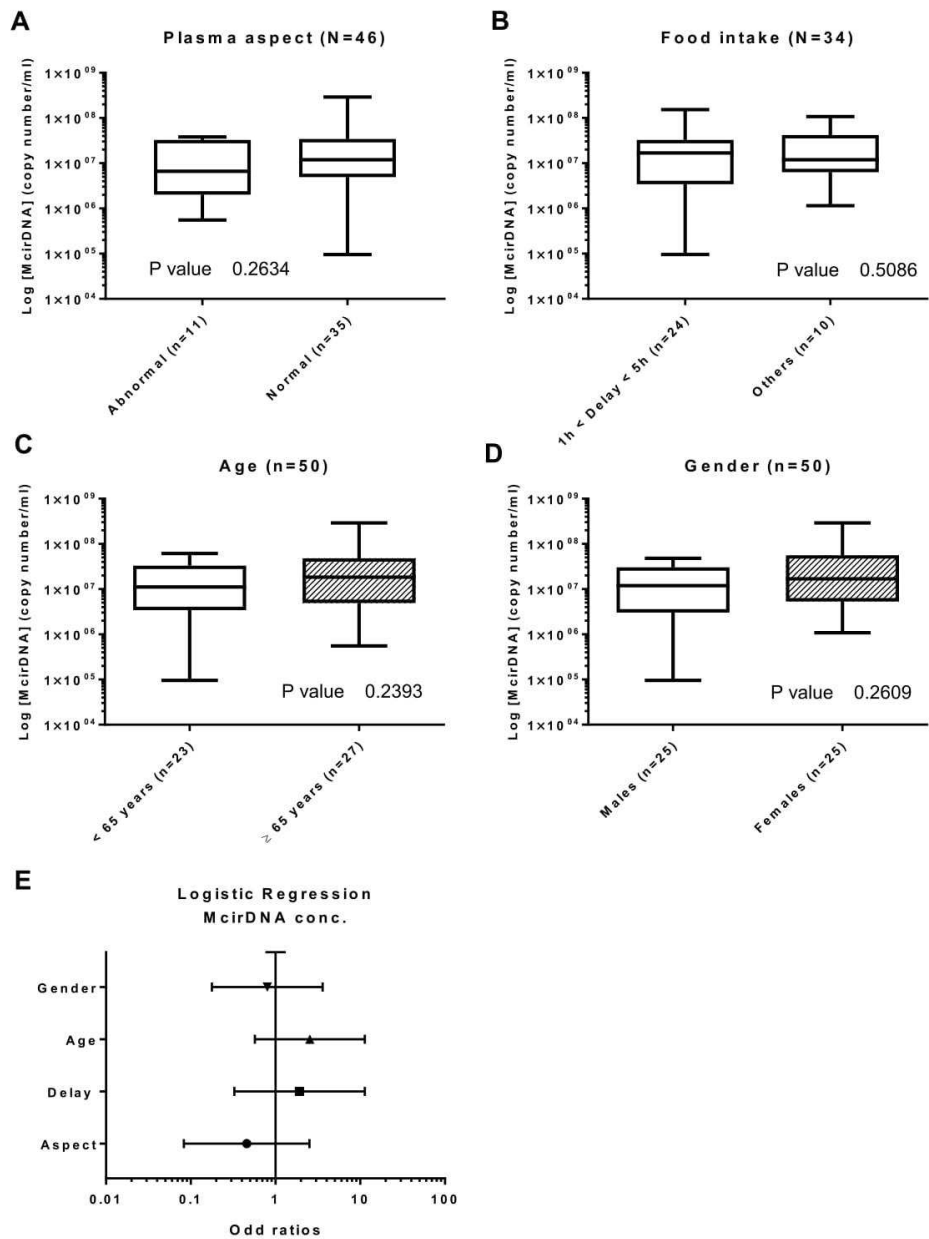 A
Plasma aspect (N=46)
Log [McirDNA] (copy number/ml)
1×10⁰⁹
1×10⁰⁸
1×10⁰⁷
1×10⁰⁶
1×10⁰⁵
1×10⁰⁴
P value 0.2634
Abnormal (n=11)
Normal (n=35)
B
Food intake (N=34)
Log [McirDNA] (copy number/ml)
1×10⁰⁹
1×10⁰⁸
1×10⁰⁷
1×10⁰⁶
1×10⁰⁵
1×10⁰⁴
P value 0.5086
1h < Delay < 5h (n=24)
Others (n=10)
C
Age (n=50)
Log [McirDNA] (copy number/ml)
1×10⁰⁹
1×10⁰⁸
1×10⁰⁷
1×10⁰⁶
1×10⁰⁵
1×10⁰⁴
P value 0.2393
< 65 years (n=23)
≥ 65 years (n=27)
D
Gender (n=50)
Log [McirDNA] (copy number/ml)
1×10⁰⁹
1×10⁰⁸
1×10⁰⁷
1×10⁰⁶
1×10⁰⁵
1×10⁰⁴
P value 0.2609
Males (n=25)
Females (n=25)
E
Logistic Regression
McirDNA conc.
Gender
Age
Delay
Aspect
0.01 0.1 1 10 100
Odd ratios